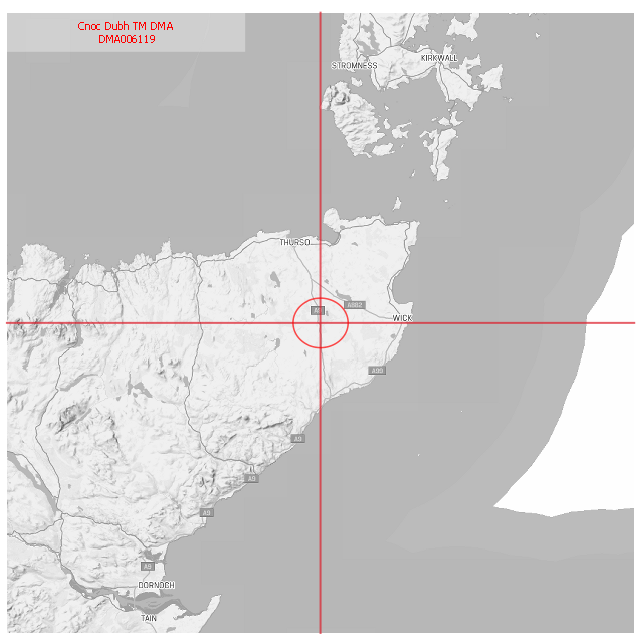 Cnoc Dubh TM DMA
DMA006119
STROMNESS
KIRKWALL
THURSO
A882
A9
WICK
A99
A9
A9
A9
A9
DORNOCH
TAIN